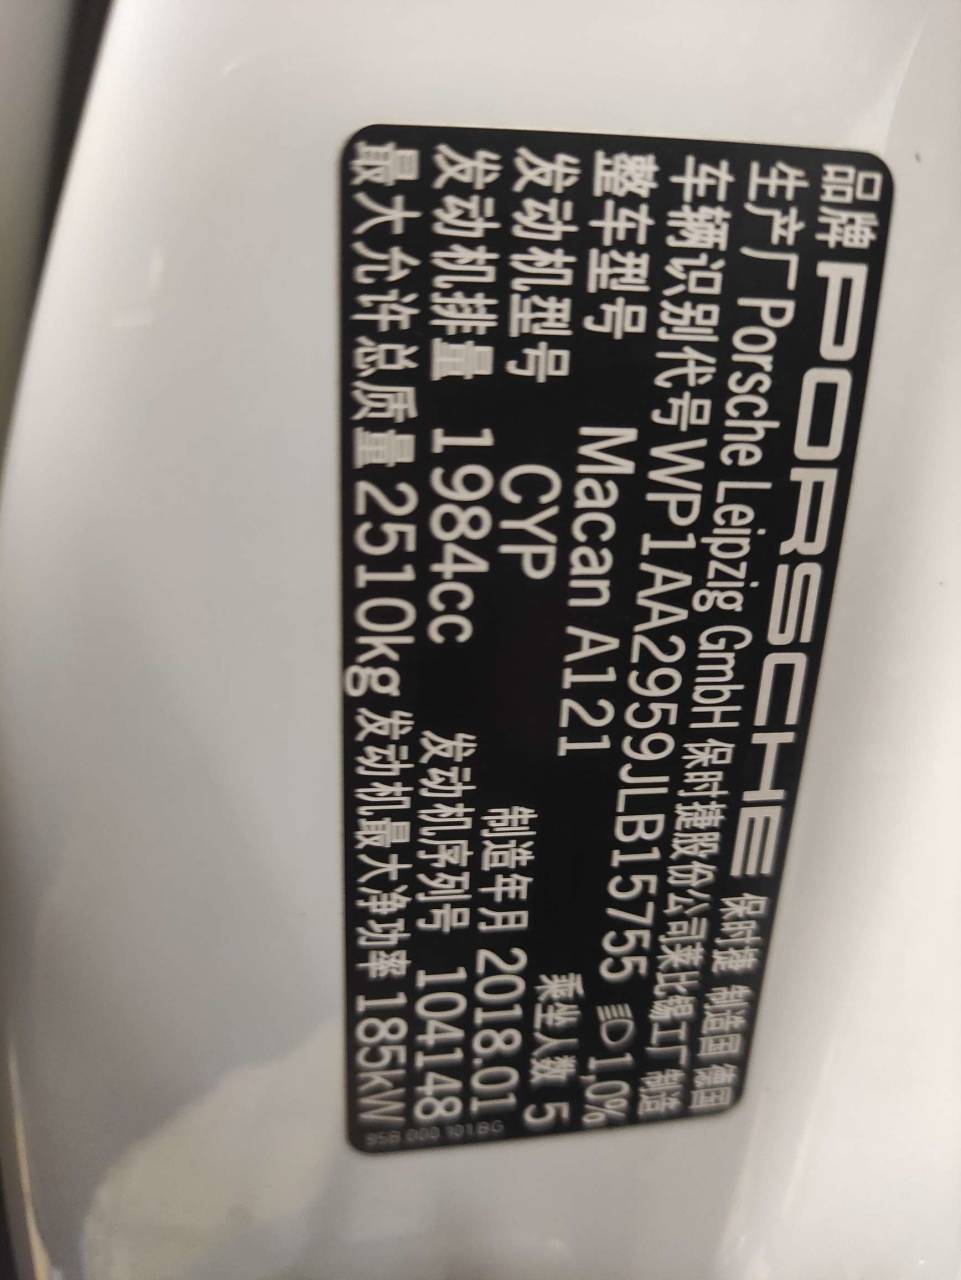 品牌 PORSCHE 保时捷 制造国 德国
生产厂 Porsche Leipzig GmbH 保时捷股份公司莱比锡工厂 制造
车辆识别代号 WP1AA2959JLB15755 1,0%
整车型号 Macan A121 乘坐人数 5
发动机型号 CYP 制造年月 2018.01
发动机排量 1984cc 发动机序列号 104148
最大允许总质量 2510kg 发动机最大净功率 185kW
95B 000 101 BG